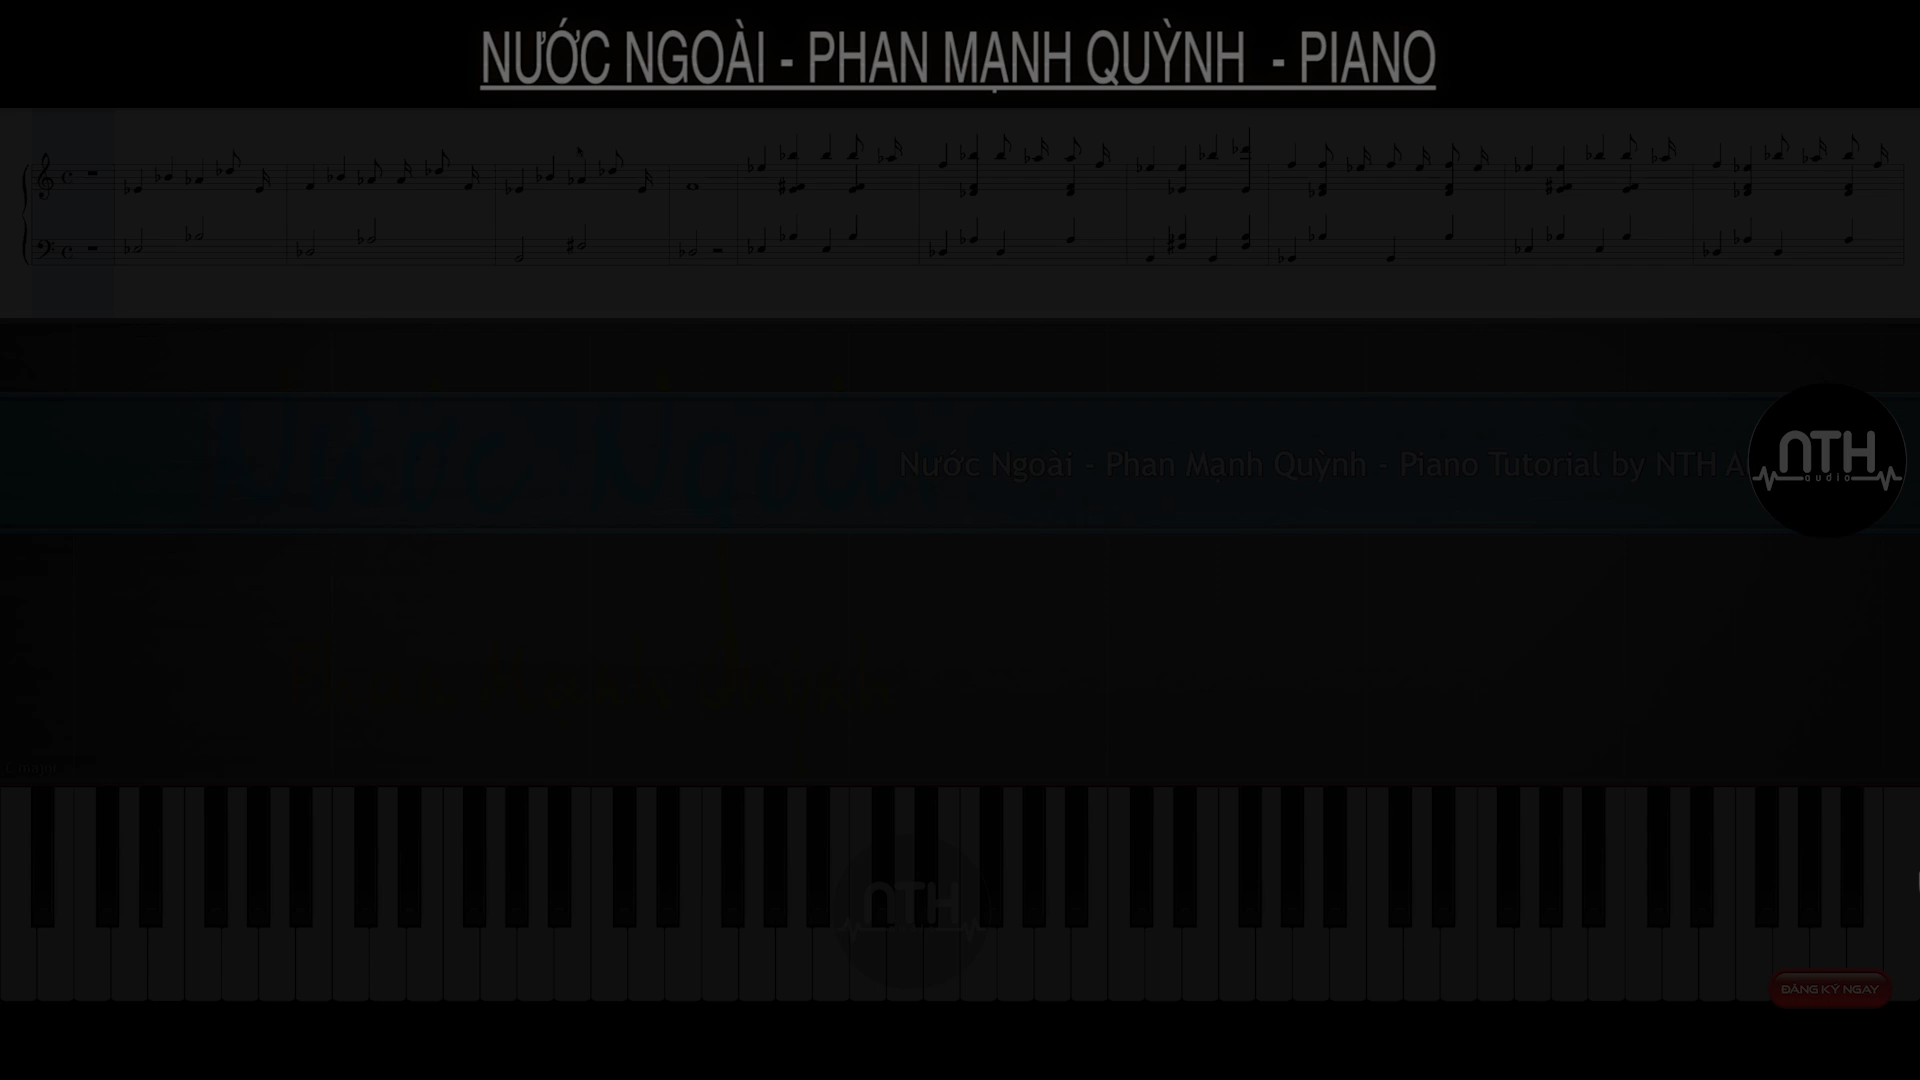 NƯỚC NGOÀI - PHAN MẠNH QUỲNH - PIANO
Nước Ngoài - Phan Mạnh Quỳnh - Piano Tutorial by NTH A
NTH
audio
NTH
ĐĂNG KÝ NGAY